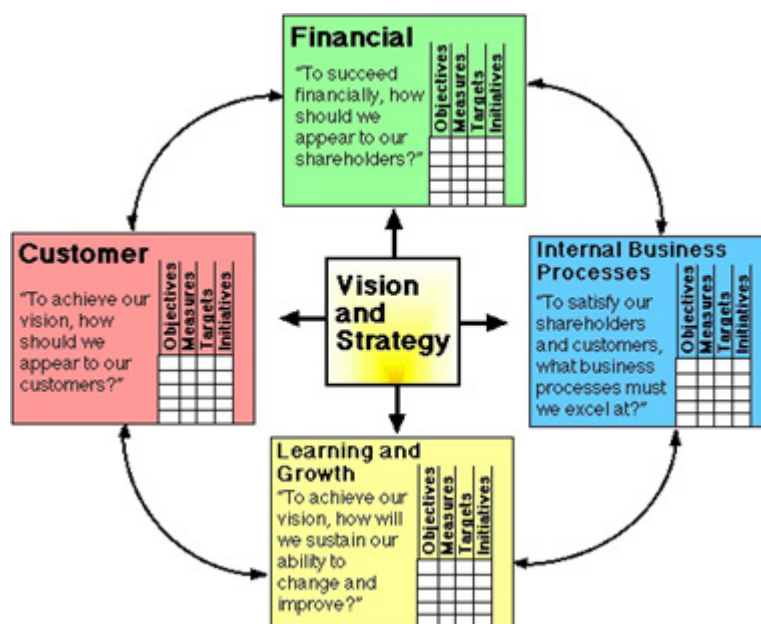 Financial
“To succeed
financially, how
should we
appear to our
shareholders?”
Objectives
Measures
Targets
Initiatives
Customer
“To achieve our
vision, how
should we
appear to our
customers?”
Objectives
Measures
Targets
Initiatives
Vision
and
Strategy
Internal Business
Processes
“To satisfy our
shareholders
and customers,
what business
processes must
we excel at?”
Objectives
Measures
Targets
Initiatives
Learning and
Growth
“To achieve our
vision, how will
we sustain our
ability to
change and
improve?”
Objectives
Measures
Targets
Initiatives